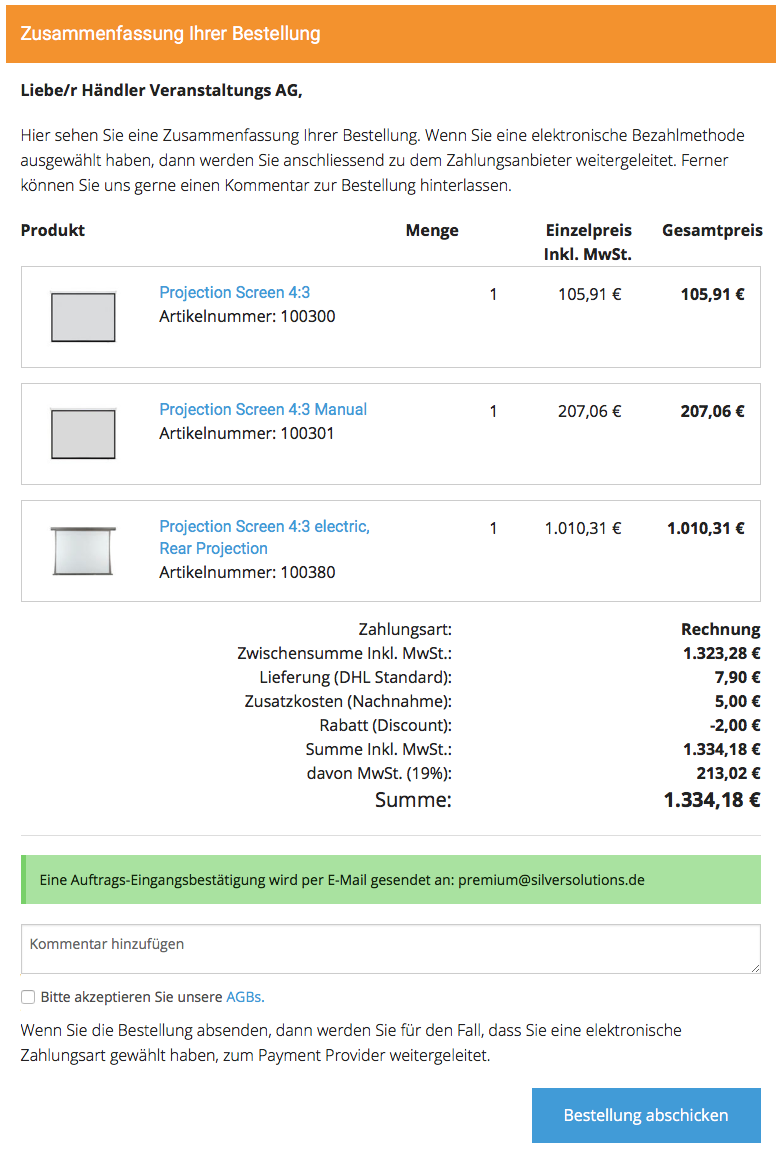 Zusammenfassung Ihrer Bestellung
Liebe/r Händler Veranstaltungs AG,
Hier sehen Sie eine Zusammenfassung Ihrer Bestellung. Wenn Sie eine elektronische Bezahlmethode
ausgewählt haben, dann werden Sie anschliessend zu dem Zahlungsanbieter weitergeleitet. Ferner
können Sie uns gerne einen Kommentar zur Bestellung hinterlassen.
Produkt Menge Einzelpreis Gesamtpreis
Inkl. MwSt.
Projection Screen 4:3 1 105,91 € 105,91 €
Artikelnummer: 100300
Projection Screen 4:3 Manual 1 207,06 € 207,06 €
Artikelnummer: 100301
Projection Screen 4:3 electric, 1 1.010,31 € 1.010,31 €
Rear Projection
Artikelnummer: 100380
Zahlungsart: Rechnung
Zwischensumme Inkl. MwSt.: 1.323,28 €
Lieferung (DHL Standard): 7,90 €
Zusatzkosten (Nachnahme): 5,00 €
Rabatt (Discount): -2,00 €
Summe Inkl. MwSt.: 1.334,18 €
davon MwSt. (19%): 213,02 €
Summe: 1.334,18 €
Eine Auftrags-Eingangsbestätigung wird per E-Mail gesendet an: premium@silversolutions.de
Kommentar hinzufügen
Bitte akzeptieren Sie unsere AGBs.
Wenn Sie die Bestellung absenden, dann werden Sie für den Fall, dass Sie eine elektronische
Zahlungsart gewählt haben, zum Payment Provider weitergeleitet.
Bestellung abschicken